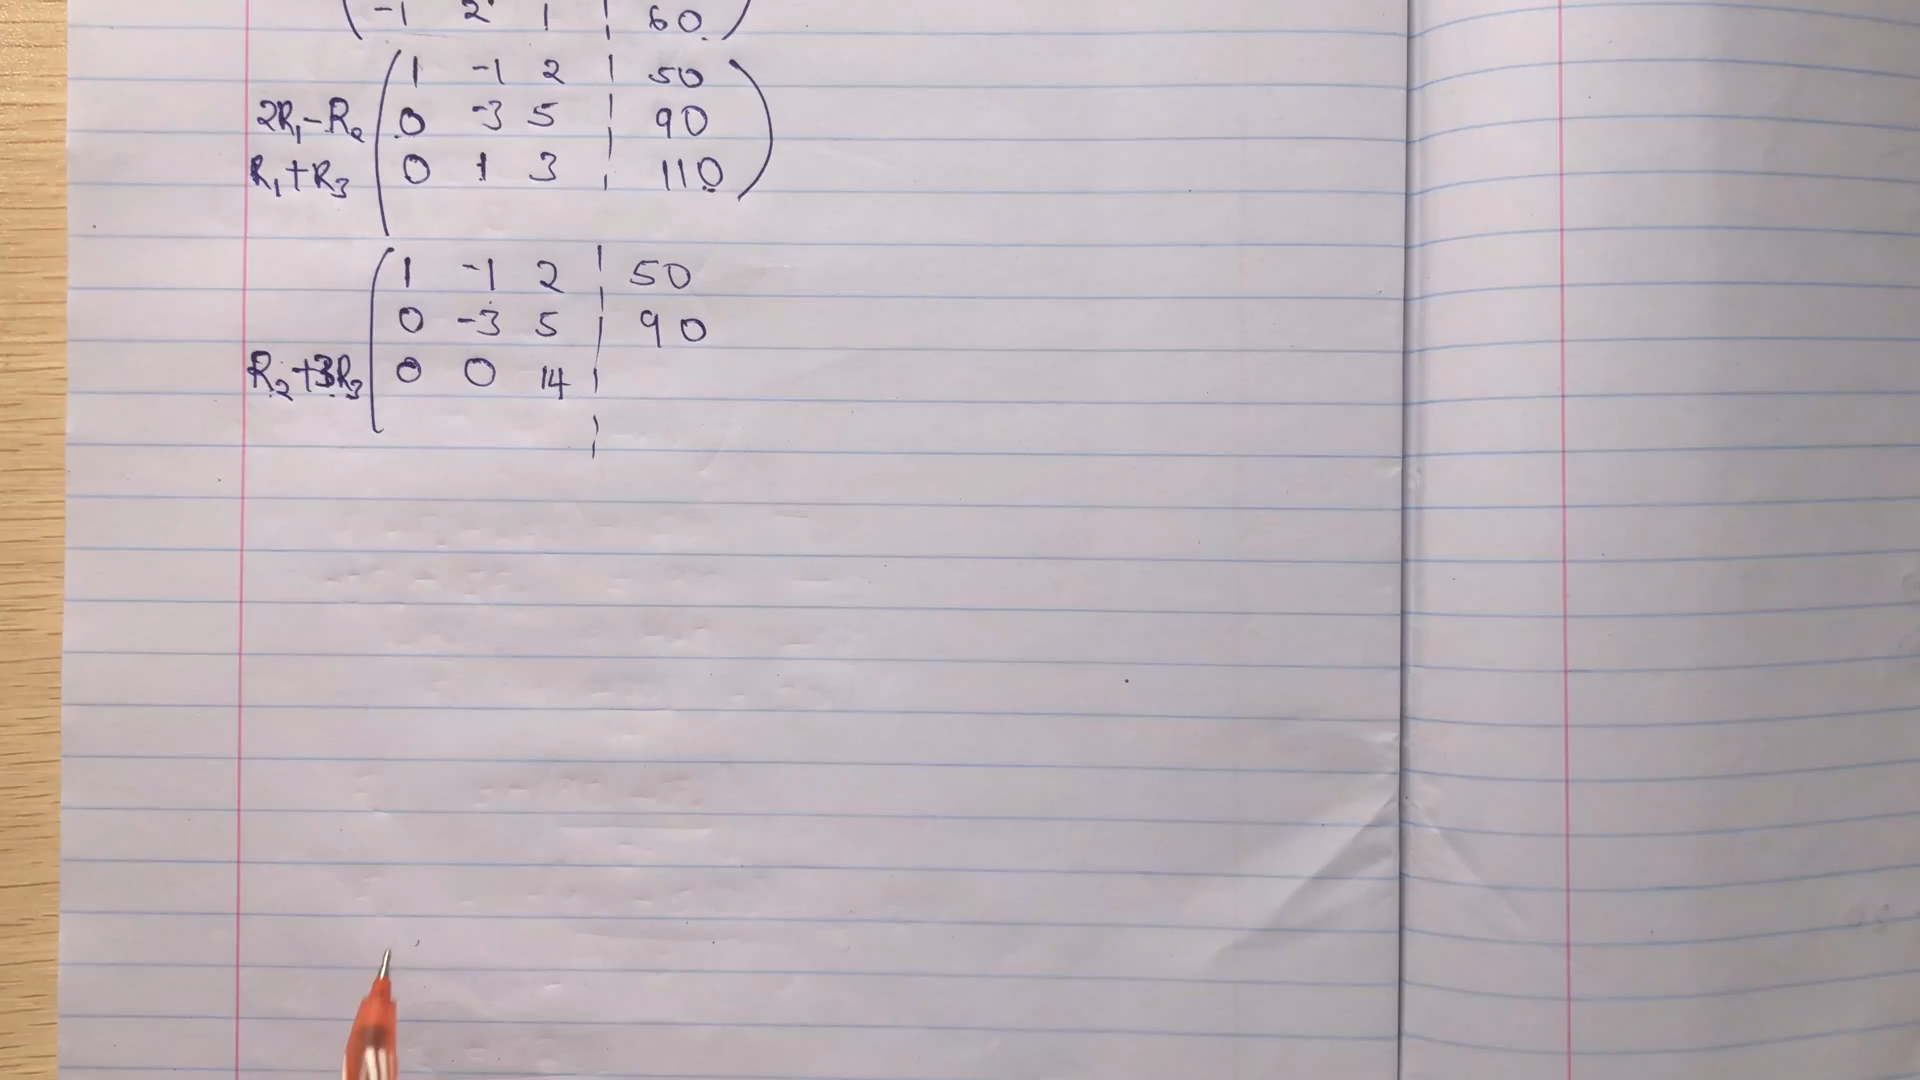 (-1 2 1 ¦ 60)
(1 -1 2 ¦ 50
2R₁-R₂ 0 -3 5 ¦ 90
R₁+R₃ 0 1 3 ¦ 110)
(1 -1 2 ¦ 50
0 -3 5 ¦ 90
R₂+3R₃ 0 0 14 ¦